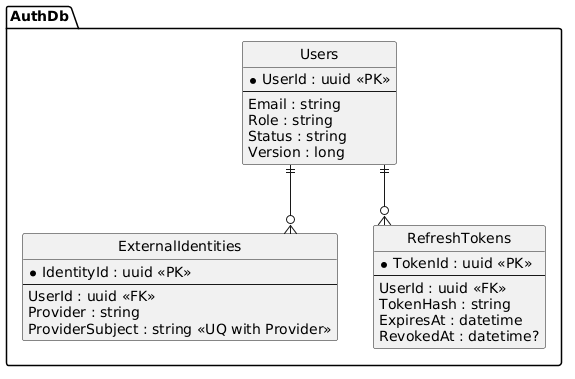 AuthDb
Users
UserId : uuid «PK»
Email : string
Role : string
Status : string
Version : long
ExternalIdentities
IdentityId : uuid «PK»
UserId : uuid «FK»
Provider : string
ProviderSubject : string «UQ with Provider»
RefreshTokens
TokenId : uuid «PK»
UserId : uuid «FK»
TokenHash : string
ExpiresAt : datetime
RevokedAt : datetime?